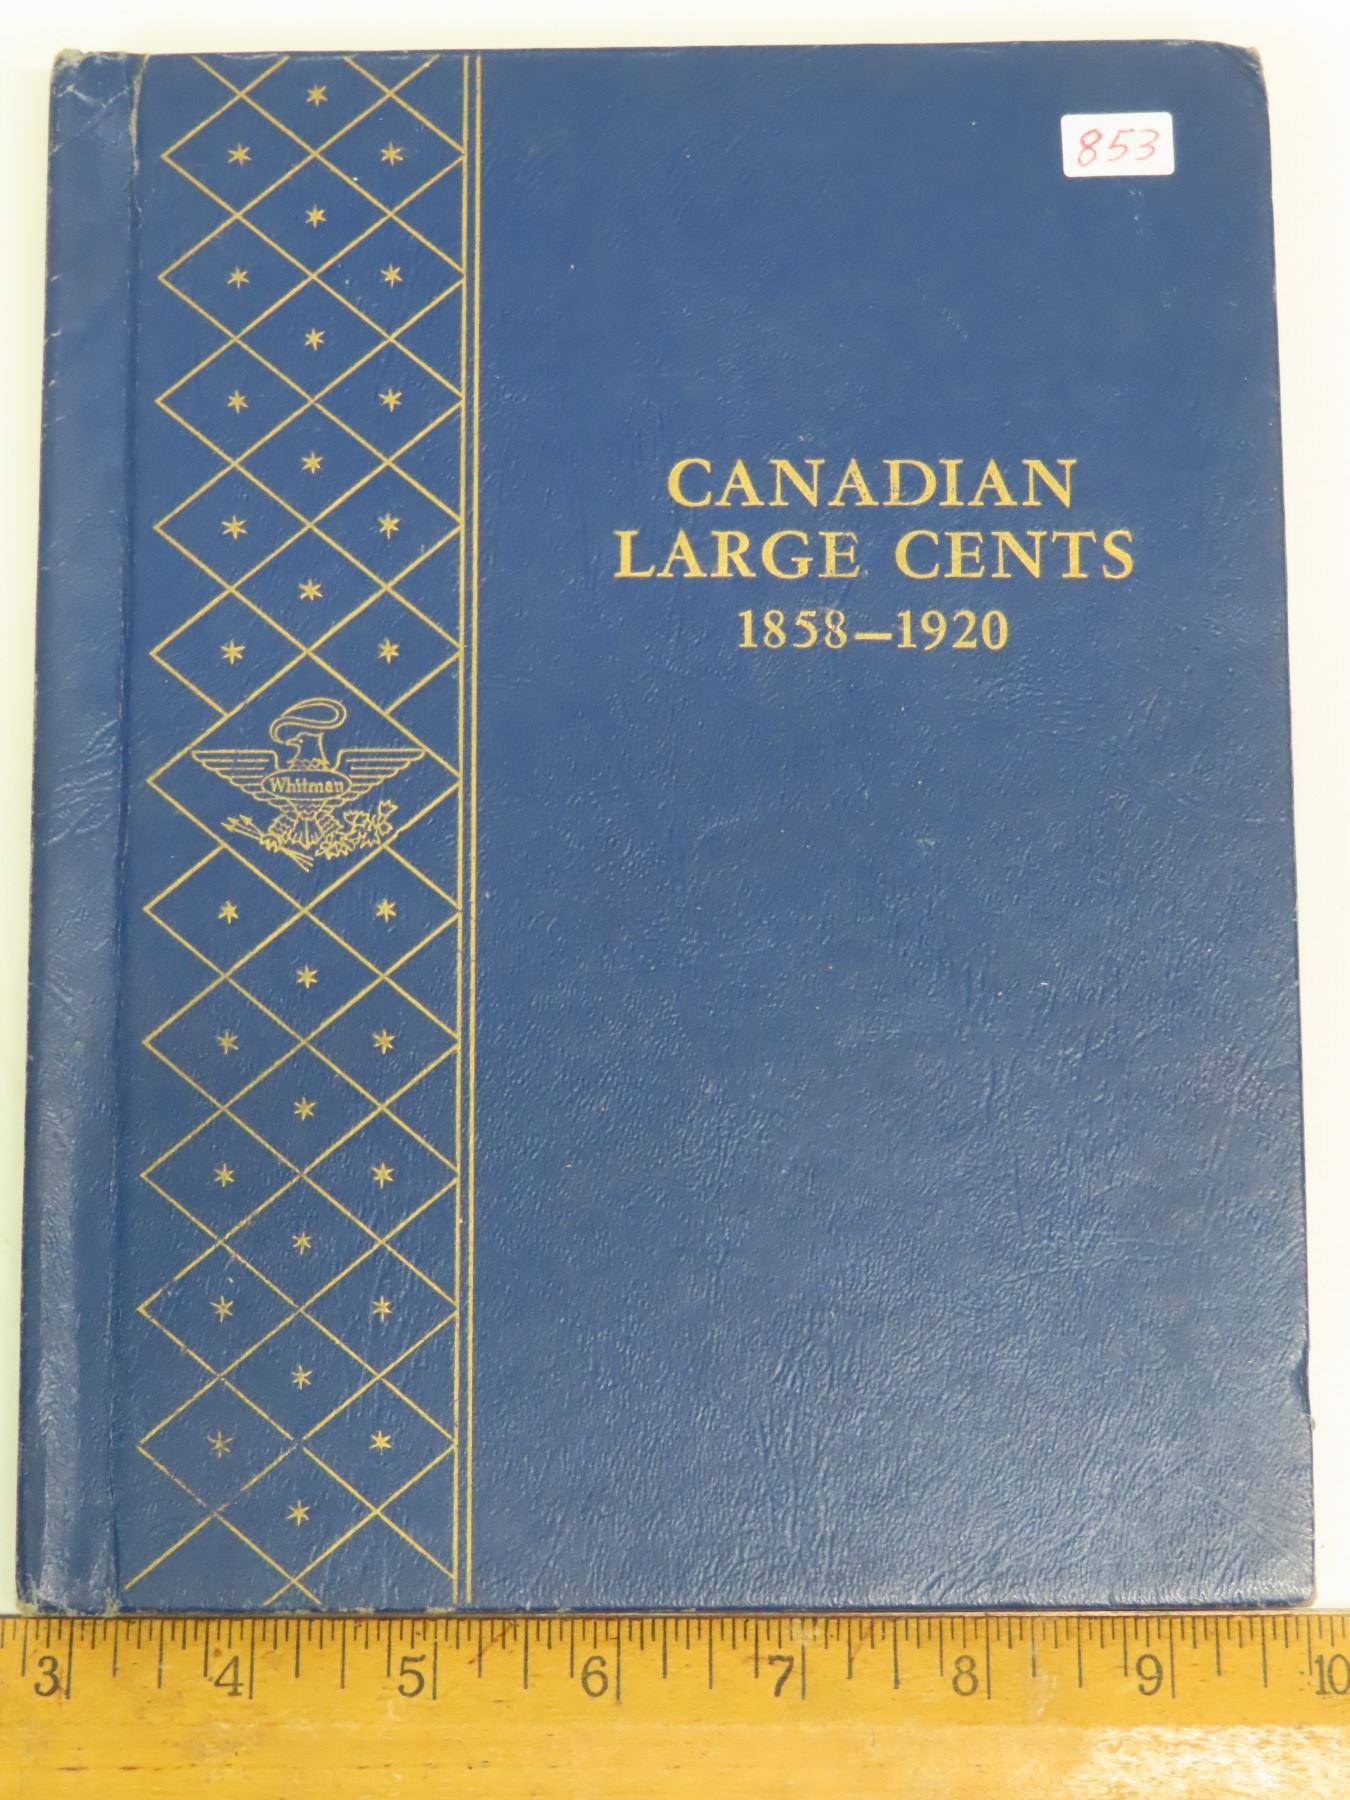 853
CANADIAN
LARGE CENTS
1858—1920
Whitman
3 4 5 6 7 8 9 10